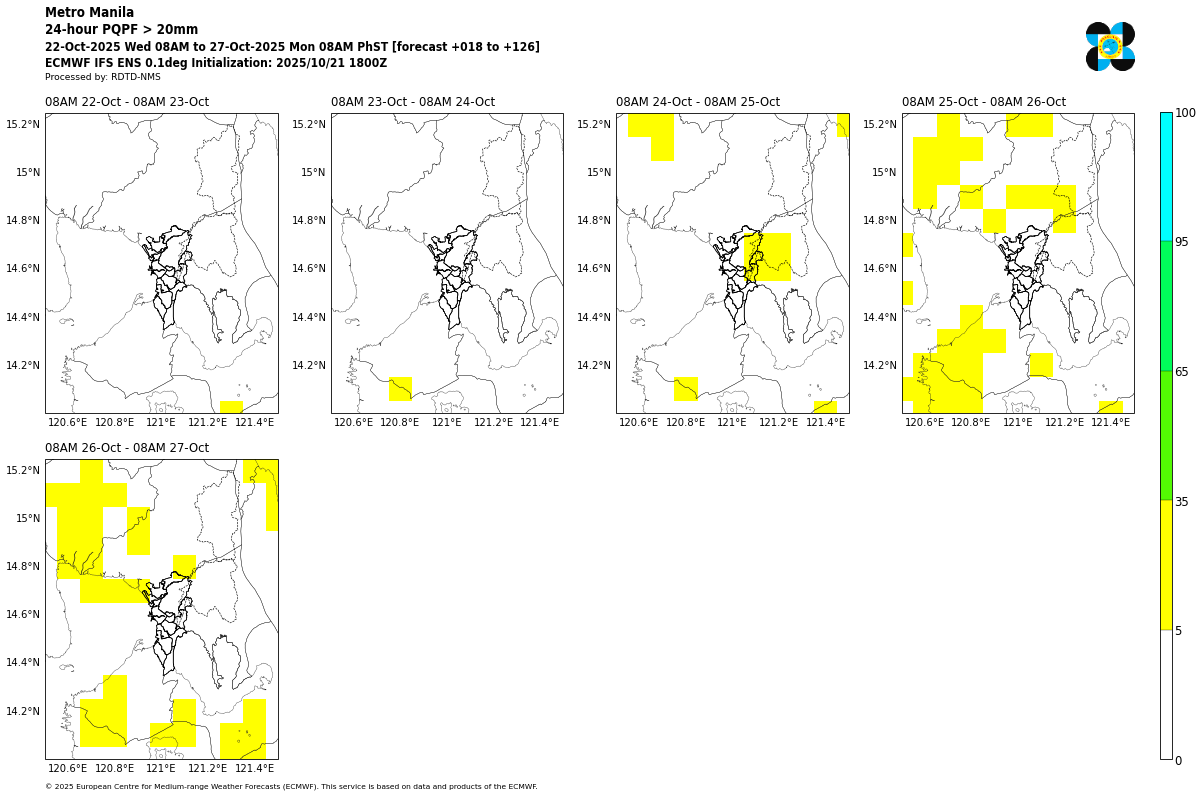 Metro Manila
24-hour PQPF > 20mm
22-Oct-2025 Wed 08AM to 27-Oct-2025 Mon 08AM PhST [forecast +018 to +126]
ECMWF IFS ENS 0.1deg Initialization: 2025/10/21 1800Z
Processed by: RDTD-NMS
08AM 22-Oct - 08AM 23-Oct
15.2°N
15°N
14.8°N
14.6°N
14.4°N
14.2°N
120.6°E 120.8°E 121°E 121.2°E 121.4°E
08AM 23-Oct - 08AM 24-Oct
15.2°N
15°N
14.8°N
14.6°N
14.4°N
14.2°N
120.6°E 120.8°E 121°E 121.2°E 121.4°E
08AM 24-Oct - 08AM 25-Oct
15.2°N
15°N
14.8°N
14.6°N
14.4°N
14.2°N
120.6°E 120.8°E 121°E 121.2°E 121.4°E
08AM 25-Oct - 08AM 26-Oct
15.2°N
15°N
14.8°N
14.6°N
14.4°N
14.2°N
120.6°E 120.8°E 121°E 121.2°E 121.4°E
100
95
65
35
5
0
08AM 26-Oct - 08AM 27-Oct
15.2°N
15°N
14.8°N
14.6°N
14.4°N
14.2°N
120.6°E 120.8°E 121°E 121.2°E 121.4°E
© 2025 European Centre for Medium-range Weather Forecasts (ECMWF). This service is based on data and products of the ECMWF.